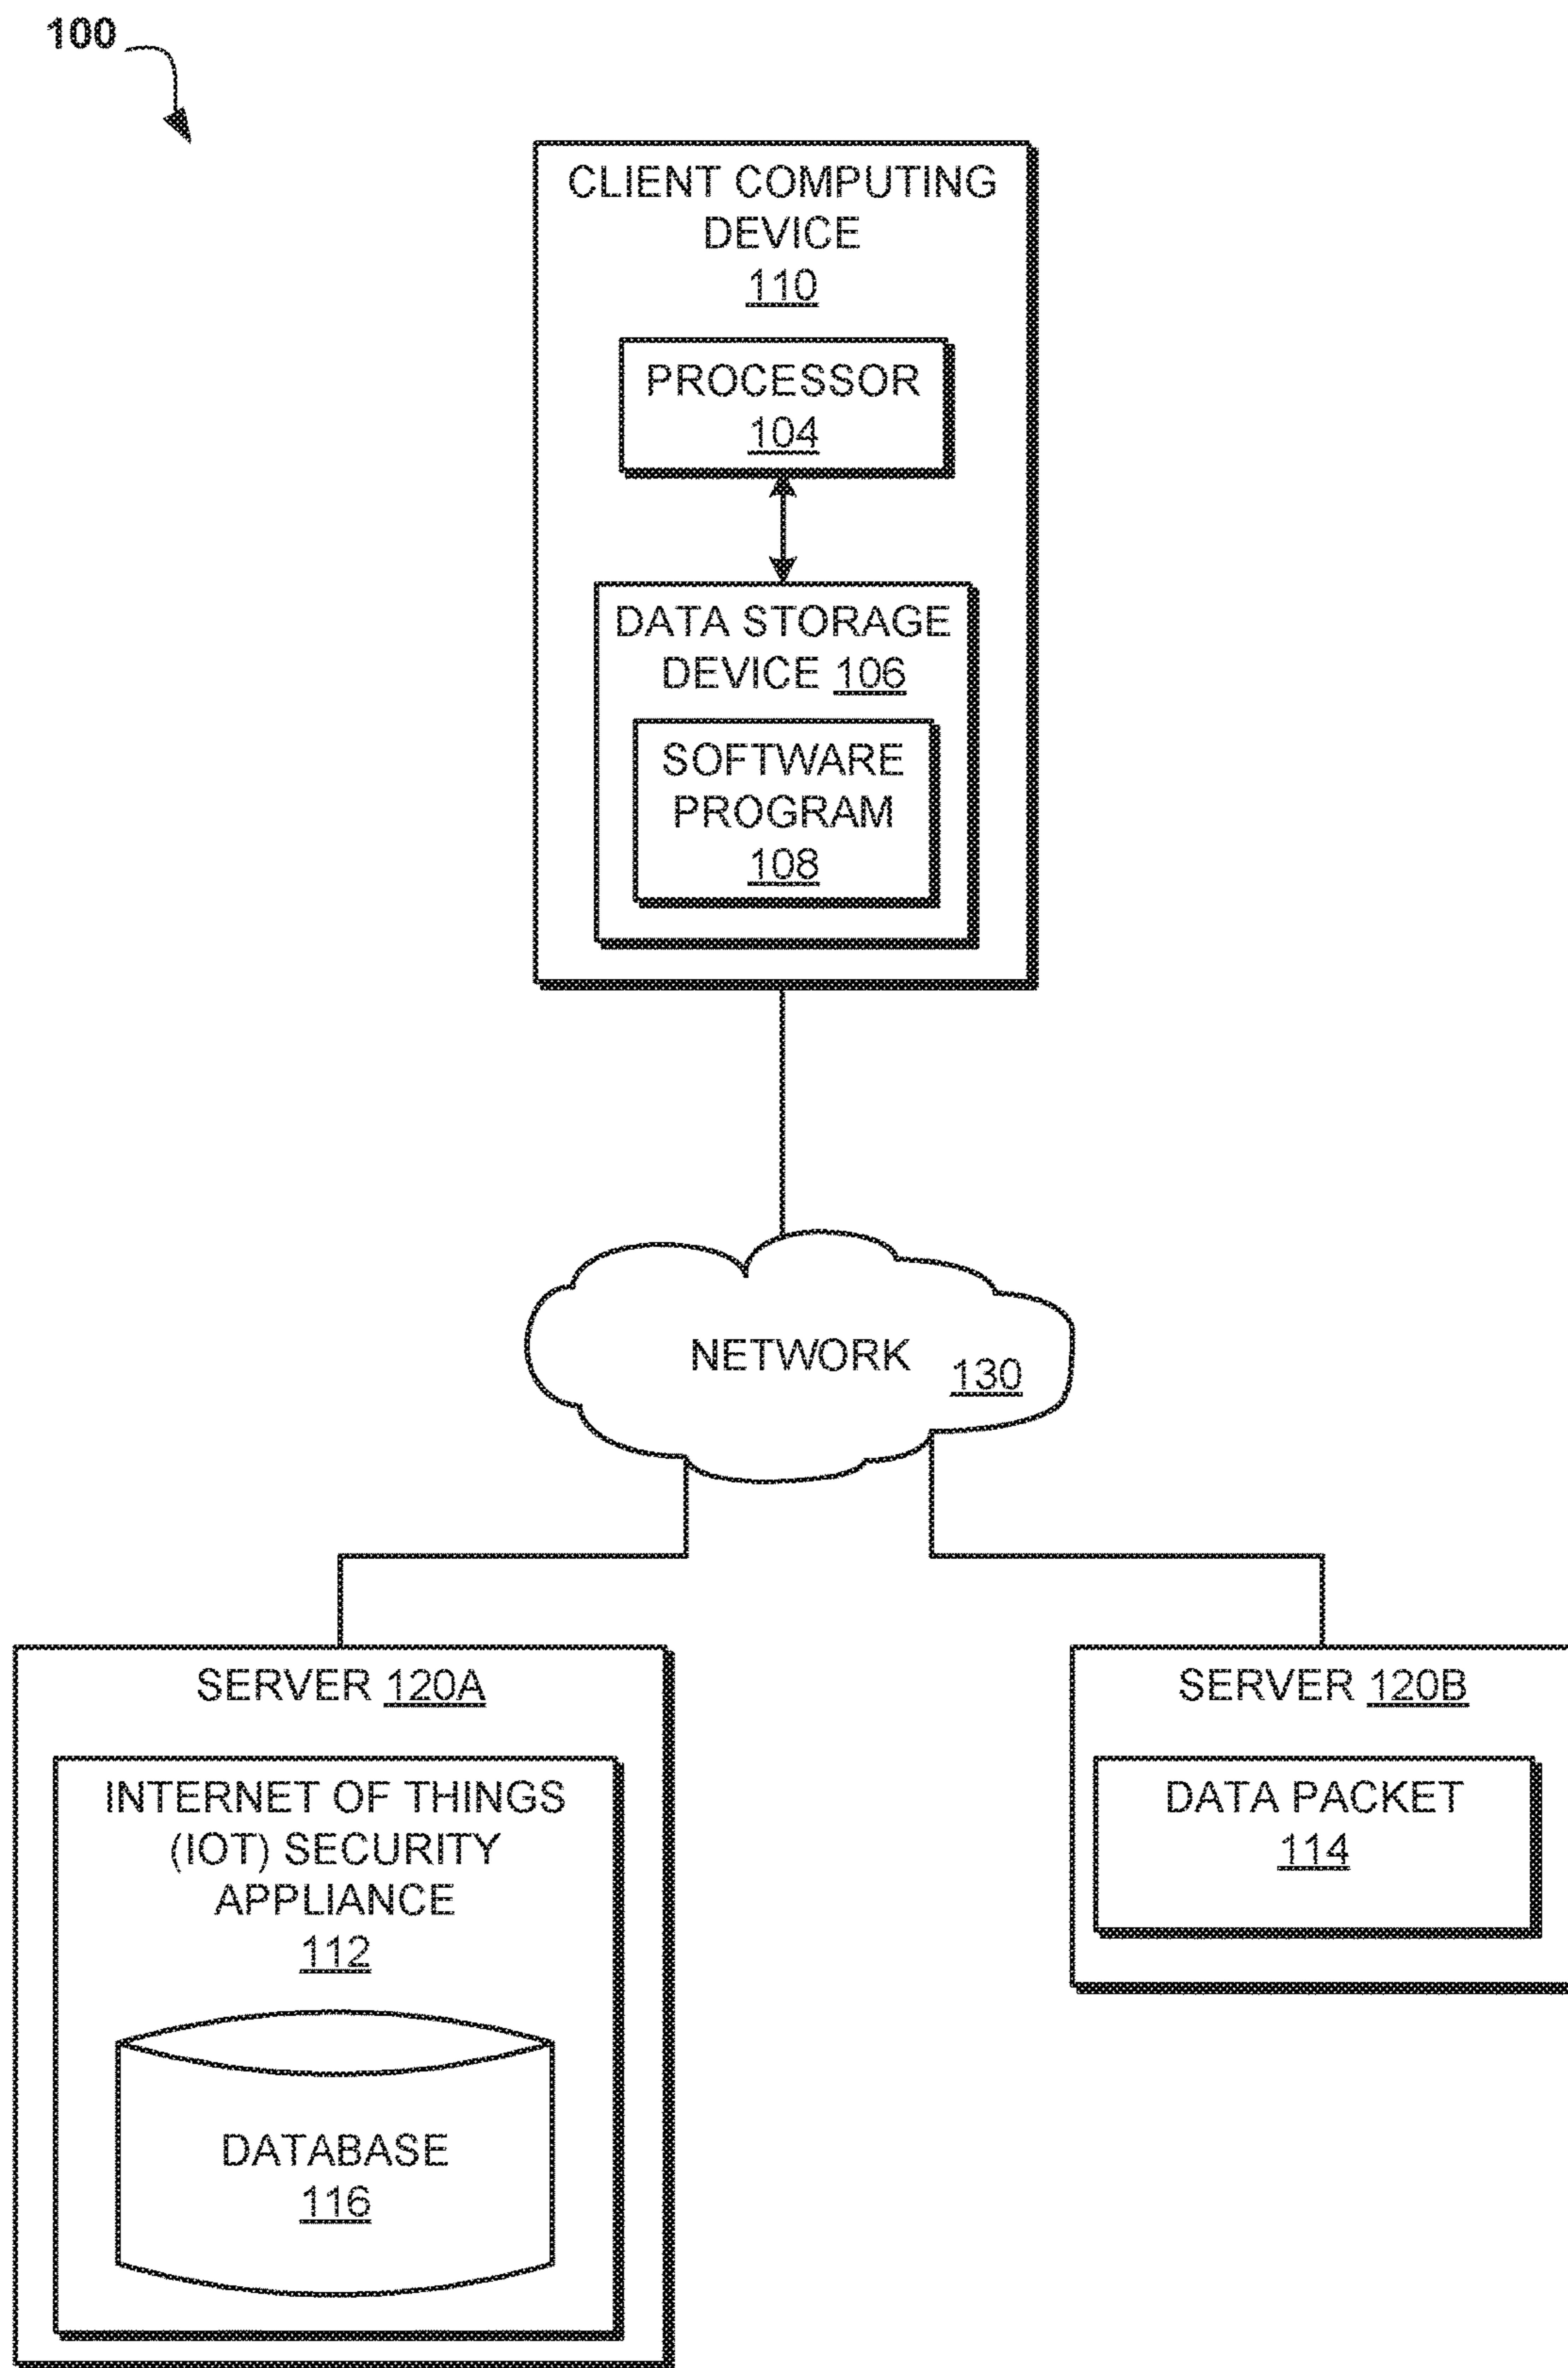 100
CLIENT COMPUTING
DEVICE
110
PROCESSOR
104
DATA STORAGE
DEVICE 106
SOFTWARE
PROGRAM
108
NETWORK 130
SERVER 120A
INTERNET OF THINGS
(IOT) SECURITY
APPLIANCE
112
DATABASE
116
SERVER 120B
DATA PACKET
114